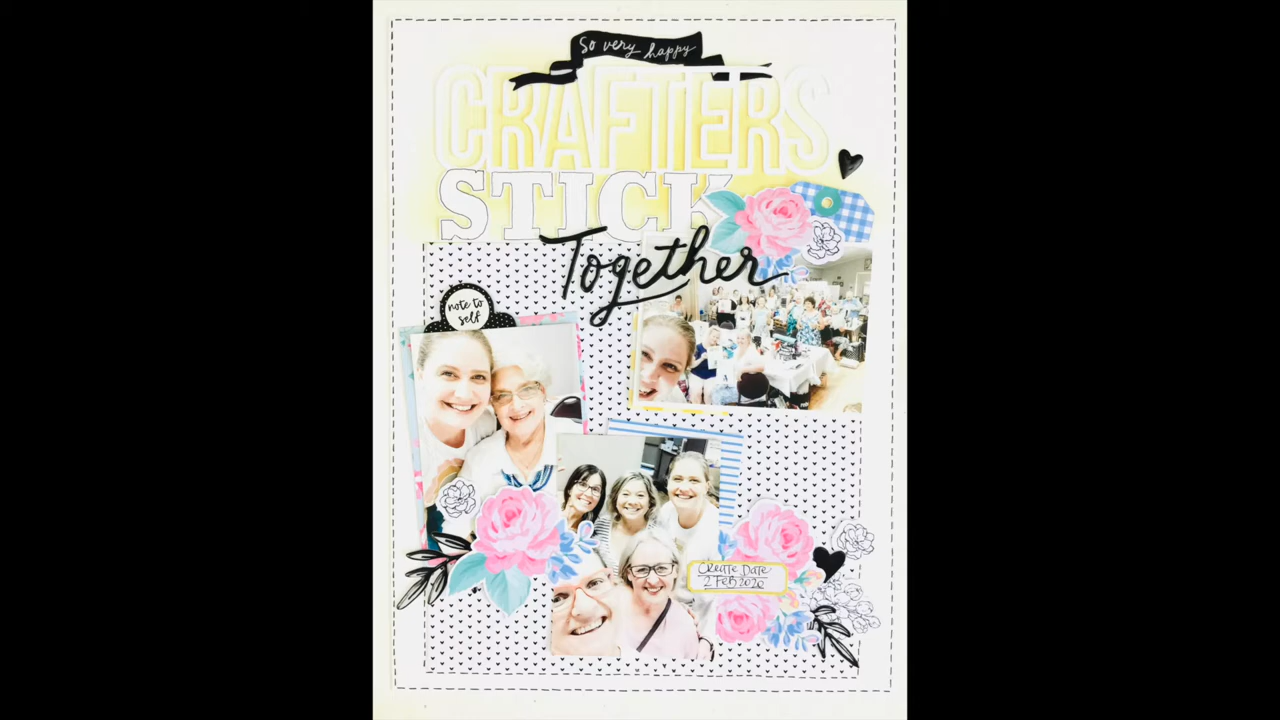 So very happy
CRAFTERS
STICK
Together
note to
self
CREATE DATE
2 FEB 2020